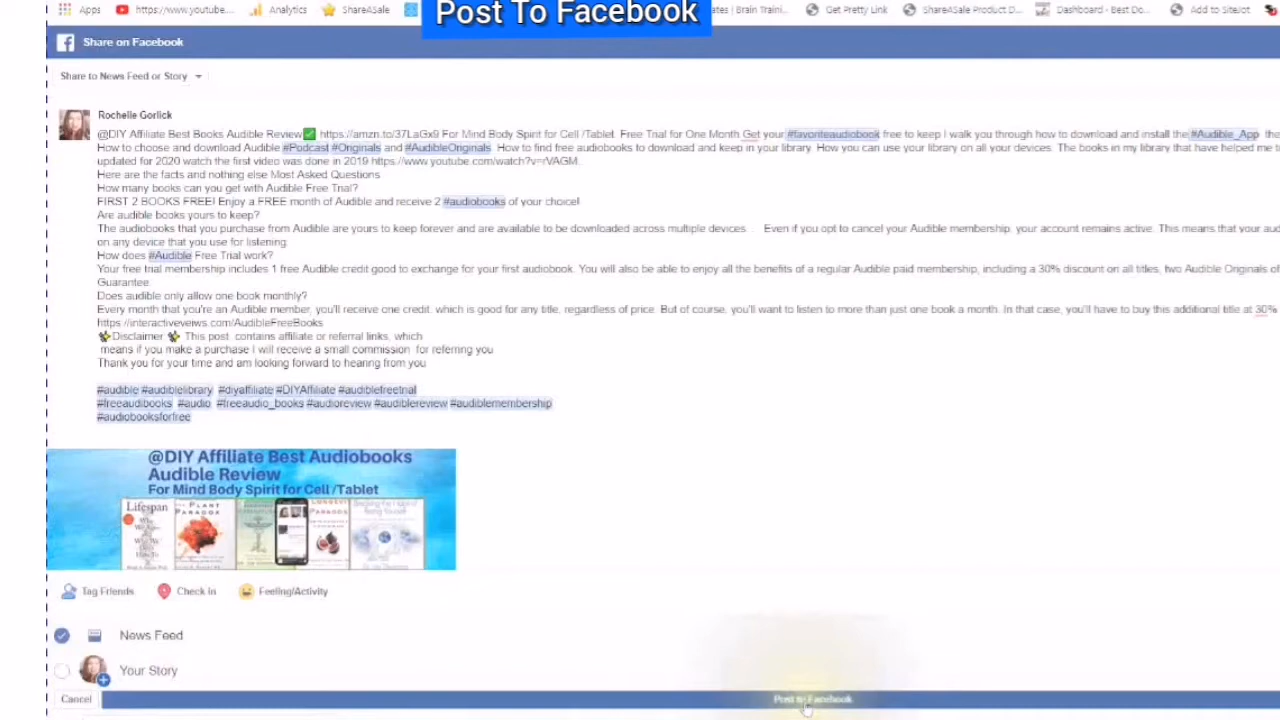 Post To Facebook
Apps https://www.youtube... Analytics ShareASale ates | Brain Traini... Get Pretty Link ShareASale Product D... Dashboard - Best Do... Add to SiteJot
Share on Facebook
Share to News Feed or Story
Rochelle Gorlick
@DIY Affiliate Best Books Audible Review✅ https://amzn.to/37LaGx9 For Mind Body Spirit for Cell /Tablet. Free Trial for One Month Get your #favoriteaudiobook free to keep I walk you through how to download and install the #Audible_App
How to choose and download Audible #Podcast #Originals and #AudibleOriginals How to find free audiobooks to download and keep in your library. How you can use your library on all your devices. The books in my library that have helped me
updated for 2020 watch the first video was done in 2019 https://www.youtube.com/watch?v=rVAGM.
Here are the facts and nothing else Most Asked Questions
How many books can you get with Audible Free Trial?
FIRST 2 BOOKS FREE! Enjoy a FREE month of Audible and receive 2 #audiobooks of your choice!
Are audible books yours to keep?
The audiobooks that you purchase from Audible are yours to keep forever and are available to be downloaded across multiple devices... Even if you opt to cancel your Audible membership, your account remains active. This means that your
on any device that you use for listening.
How does #Audible Free Trial work?
Your free trial membership includes 1 free Audible credit good to exchange for your first audiobook. You will also be able to enjoy all the benefits of a regular Audible paid membership, including a 30% discount on all titles, two Audible Originals of
Guarantee.
Does audible only allow one book monthly?
Every month that you're an Audible member, you'll receive one credit, which is good for any title, regardless of price. But of course, you'll want to listen to more than just one book a month. In that case, you'll have to buy this additional title at 30%
https://interactiveveiws.com/AudibleFreeBooks
✨Disclaimer ✨ This post contains affiliate or referral links, which
means if you make a purchase I will receive a small commission for referring you
Thank you for your time and am looking forward to hearing from you
#audible #audiblelibrary #diyaffiliate #DIYAffiliate #audiblefreetrial
#freeaudibooks #audio #freeaudio_books #audioreview #audiblereview #audiblemembership
#audiobooksforfree
@DIY Affiliate Best Audiobooks
Audible Review
For Mind Body Spirit for Cell /Tablet
Lifespan
PLANT PARADOX
LONGEVITY PARADOX
Tag Friends Check in Feeling/Activity
News Feed
Your Story
Cancel Post to Facebook